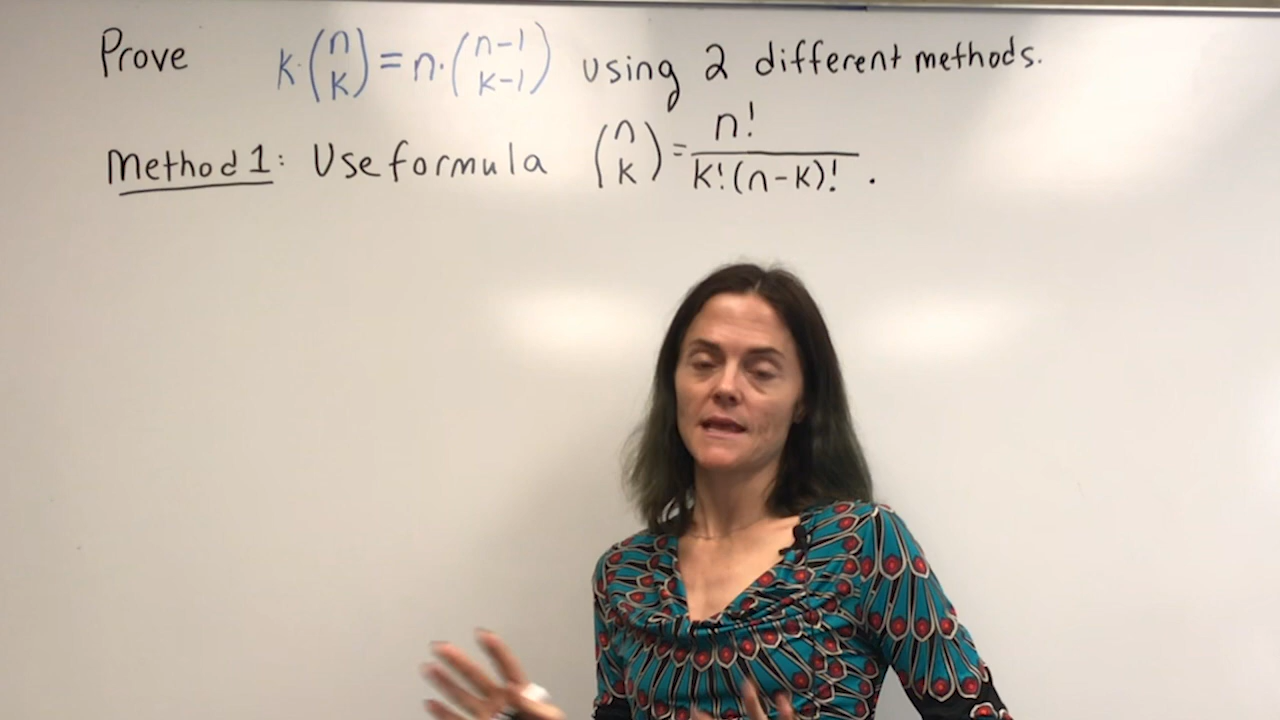 Prove k·(n k) = n·(n-1 k-1) using 2 different methods.
Method 1: Use formula (n k) = n! / k!(n-k)! .